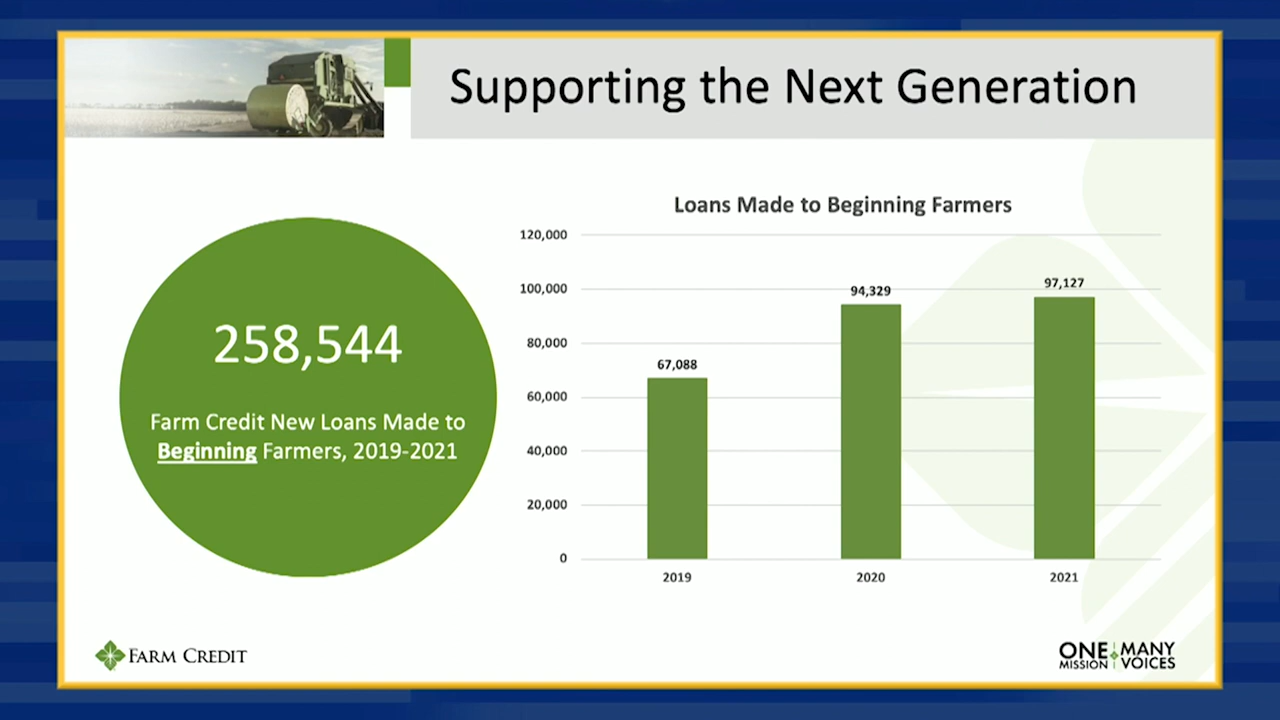 Supporting the Next Generation
258,544
Farm Credit New Loans Made to
Beginning Farmers, 2019-2021
Loans Made to Beginning Farmers
120,000
100,000
80,000
60,000
40,000
20,000
0
67,088
94,329
97,127
2019
2020
2021
FARM CREDIT
ONE MANY
MISSION VOICES